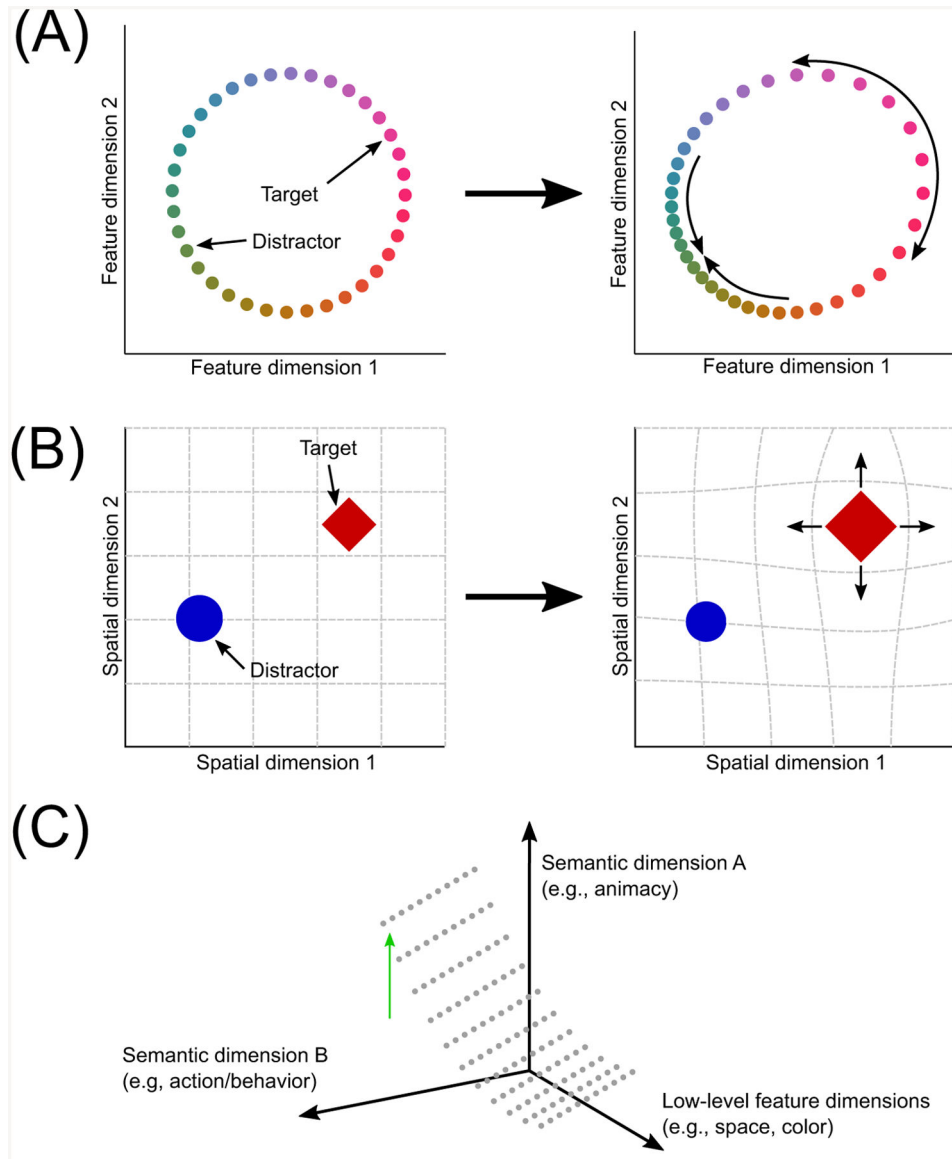 (A)
Feature dimension 2
Target
Distractor
Feature dimension 1
Feature dimension 2
Feature dimension 1
(B)
Spatial dimension 2
Target
Distractor
Spatial dimension 1
Spatial dimension 2
Spatial dimension 1
(C)
Semantic dimension A
(e.g., animacy)
Semantic dimension B
(e.g, action/behavior)
Low-level feature dimensions
(e.g., space, color)